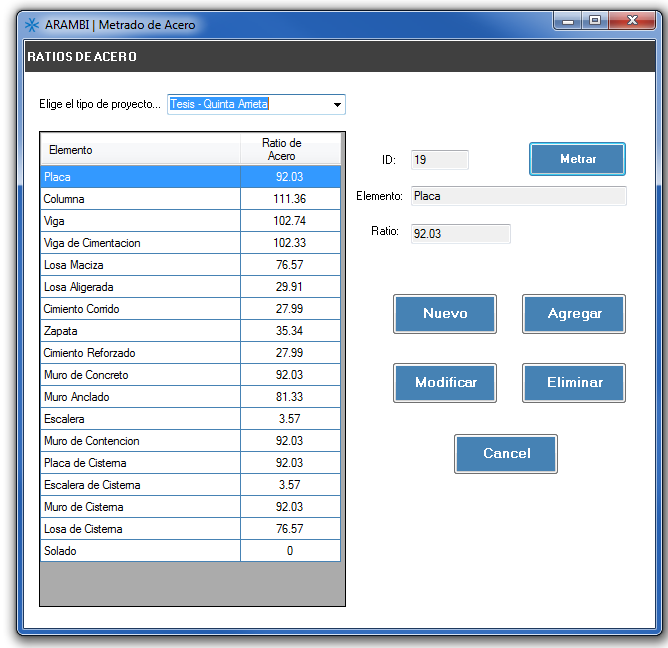 ARAMBI | Metrado de Acero
RATIOS DE ACERO
Elige el tipo de proyecto... Tesis - Quinta Arrieta
Elemento Ratio de Acero
Placa 92.03
Columna 111.36
Viga 102.74
Viga de Cimentacion 102.33
Losa Maciza 76.57
Losa Aligerada 29.91
Cimiento Corrido 27.99
Zapata 35.34
Cimiento Reforzado 27.99
Muro de Concreto 92.03
Muro Anclado 81.33
Escalera 3.57
Muro de Contencion 92.03
Placa de Cisterna 92.03
Escalera de Cisterna 3.57
Muro de Cisterna 92.03
Losa de Cisterna 76.57
Solado 0
ID: 19 Metrar
Elemento: Placa
Ratio: 92.03
Nuevo Agregar
Modificar Eliminar
Cancel